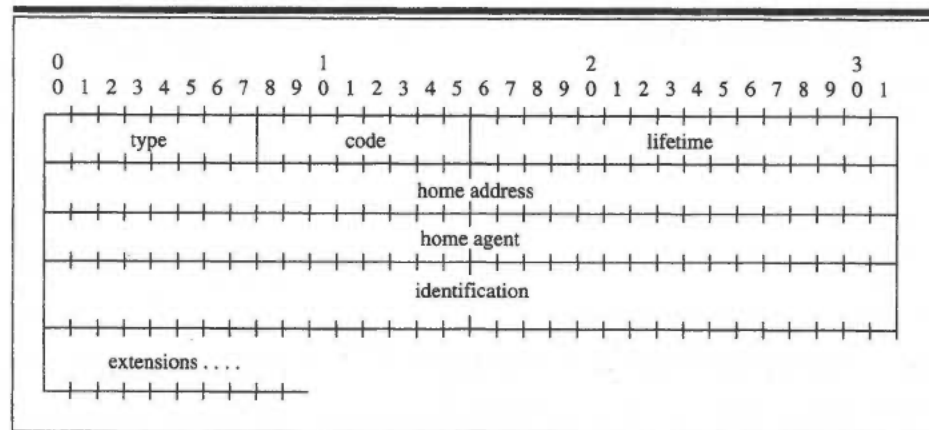 0 1 2 3
0 1 2 3 4 5 6 7 8 9 0 1 2 3 4 5 6 7 8 9 0 1 2 3 4 5 6 7 8 9 0 1
type code lifetime
home address
home agent
identification
extensions . . . .